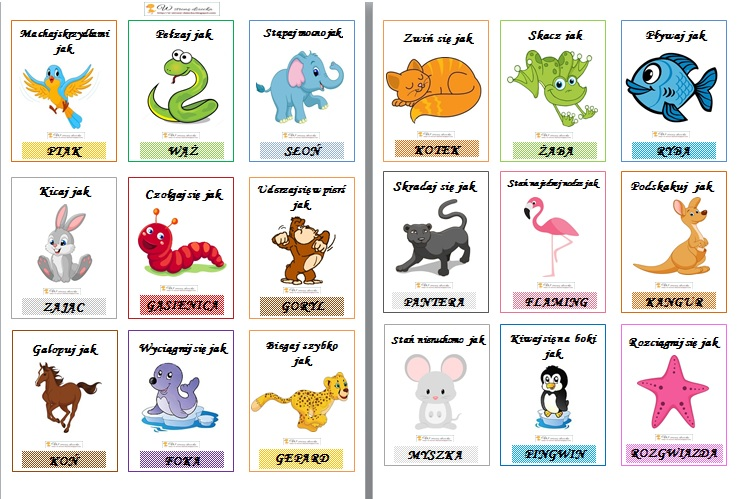 W
Machaj skrzydłami
jak
PTAK
Pełzaj jak
WĄŻ
Stąpaj mocno jak
SŁOŃ
Kicaj jak
ZAJĄC
Czołgaj się jak
GĄSIENICA
Uderzaj się w pierś
jak
GORYL
Galopuj jak
KOŃ
Wyciągnij się jak
FOKA
Biegaj szybko
jak
GEPARD
Zwiń się jak
KOTEK
Skacz jak
ŻABA
Pływaj jak
RYBA
Skradaj się jak
PANTERA
Stań na jednej nodze jak
FLAMING
Podskakuj jak
KANGUR
Stań nieruchomo jak
MYSZKA
Kiwaj się na boki
jak
PINGWIN
Rozciągnij się jak
ROZGWIAZDA